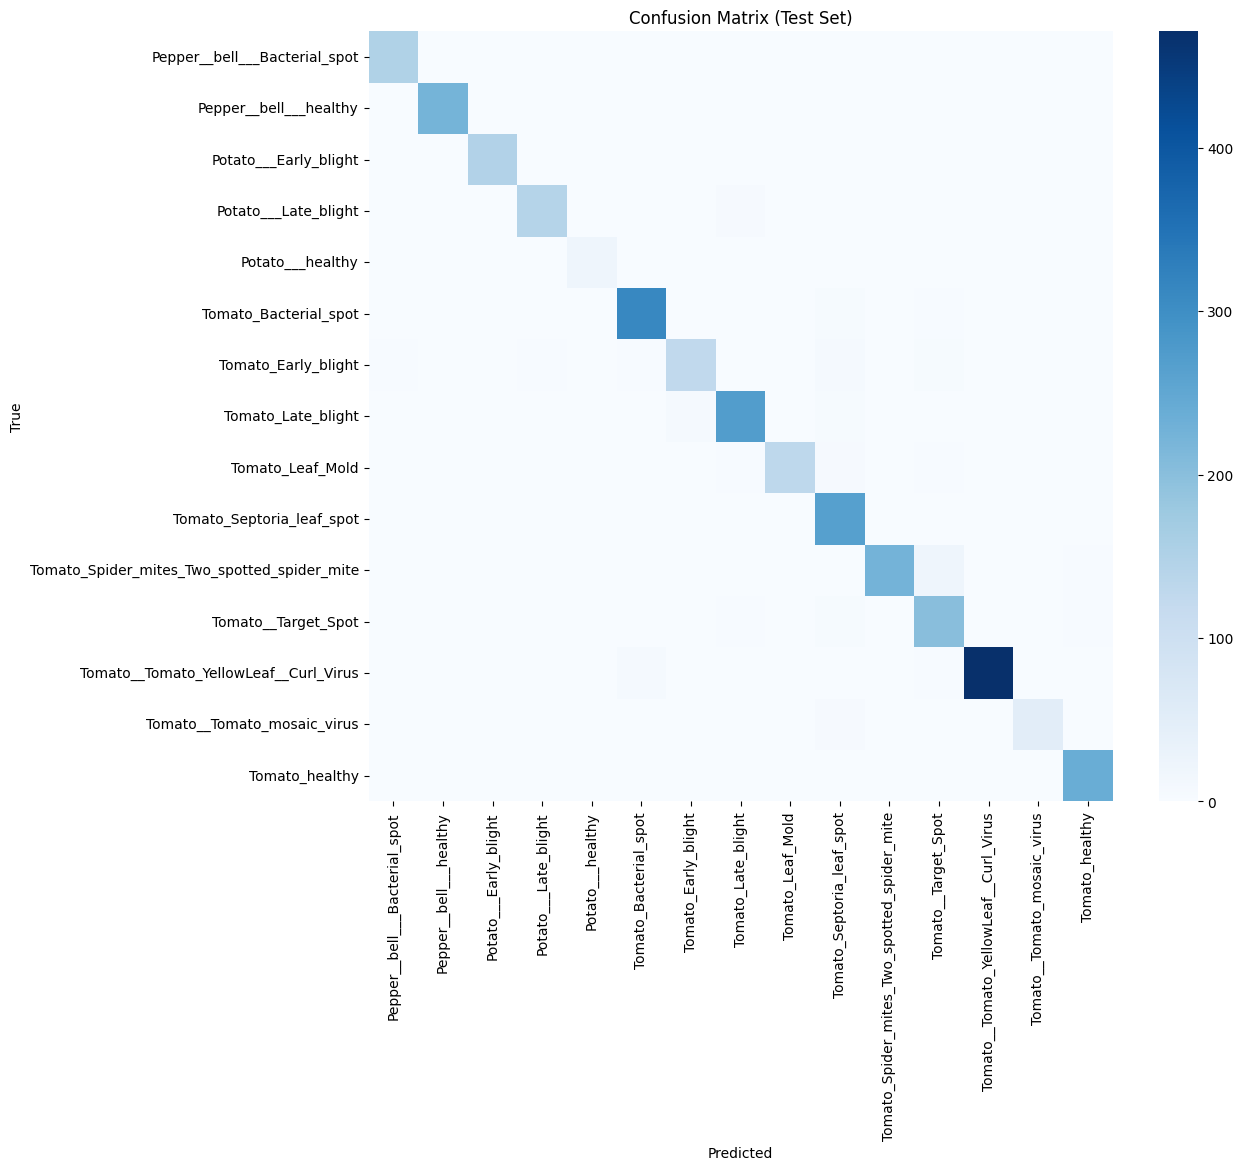 Confusion Matrix (Test Set)
True
Pepper__bell___Bacterial_spot
Pepper__bell___healthy
Potato___Early_blight
Potato___Late_blight
Potato___healthy
Tomato_Bacterial_spot
Tomato_Early_blight
Tomato_Late_blight
Tomato_Leaf_Mold
Tomato_Septoria_leaf_spot
Tomato_Spider_mites_Two_spotted_spider_mite
Tomato__Target_Spot
Tomato__Tomato_YellowLeaf__Curl_Virus
Tomato__Tomato_mosaic_virus
Tomato_healthy
400
300
200
100
0
Pepper__bell___Bacterial_spot
Pepper__bell___healthy
Potato___Early_blight
Potato___Late_blight
Potato___healthy
Tomato_Bacterial_spot
Tomato_Early_blight
Tomato_Late_blight
Tomato_Leaf_Mold
Tomato_Septoria_leaf_spot
Tomato_Spider_mites_Two_spotted_spider_mite
Tomato__Target_Spot
Tomato__Tomato_YellowLeaf__Curl_Virus
Tomato__Tomato_mosaic_virus
Tomato_healthy
Predicted